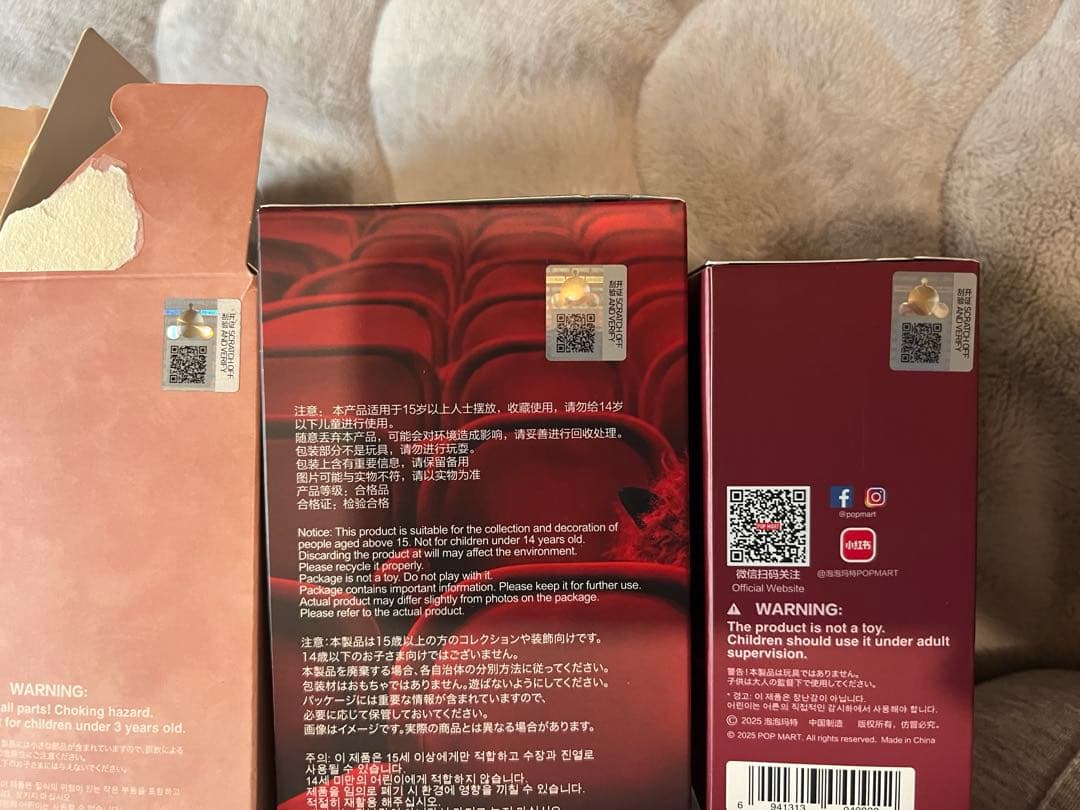 开盒 SCRATCH OFF
刮验 AND VERIFY
WARNING:
all parts! Choking hazard.
t for children under 3 years old.
开盒 SCRATCH OFF
刮验 AND VERIFY
注意： 本产品适用于15岁以上人士摆放，收藏使用，请勿给14岁
以下儿童进行使用。
随意丢弃本产品，可能会对环境造成影响，请妥善进行回收处理。
包装部分不是玩具，请勿进行玩耍。
包装上含有重要信息，请保留备用
图片可能与实物不符，请以实物为准
产品等级：合格品
合格证：检验合格
Notice: This product is suitable for the collection and decoration of
people aged above 15. Not for children under 14 years old.
Discarding the product at will may affect the environment.
Please recycle it properly.
Package is not a toy. Do not play with it.
Package contains important information. Please keep it for further use.
Actual product may differ slightly from photos on the package.
Please refer to the actual product.
注意：本製品は15歳以上の方のコレクションや装飾向けです。
14歳以下のお子さま向けではございません。
本製品を廃棄する場合、各自治体の分別方法に従ってください。
包装材はおもちゃではありません。遊ばないようにしてください。
パッケージには重要な情報が含まれていますので、
必要に応じて保管しておいてください。
画像はイメージです。実際の商品とは異なる場合があります。
주의: 이 제품은 15세 이상에게만 적합하고 수장과 진열로
사용될 수 있습니다.
14세 미만의 어린이에게 적합하지 않습니다.
제품을 임의로 폐기 시 환경에 영향을 끼칠 수 있습니다.
적절히 재활용 해주십시오.
开盒 SCRATCH OFF
刮验 AND VERIFY
POP MART
@popmart
小红书
微信扫码关注
@泡泡玛特POPMART
Official Website
WARNING:
The product is not a toy.
Children should use it under adult
supervision.
警告！本製品は玩具ではありません。
子供は大人の監督下で使用してください。
* 경고: 이 제품은 장난감이 아닙니다.
어린이는 어른의 직접적인 감시하에서 사용해야 합니다.
© 2025 泡泡玛特 中国制造 版权所有，仿冒必究。
© 2025 POP MART. All rights reserved. Made in China
6 941313